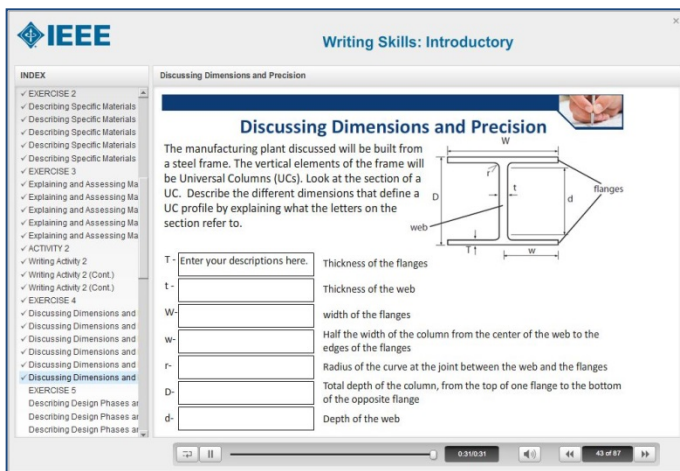 IEEE
Writing Skills: Introductory
×
INDEX
✓ EXERCISE 2
✓ Describing Specific Materials
✓ Describing Specific Materials
✓ Describing Specific Materials
✓ Describing Specific Materials
✓ Describing Specific Materials
✓ EXERCISE 3
✓ Explaining and Assessing Ma
✓ Explaining and Assessing Ma
✓ Explaining and Assessing Ma
✓ Explaining and Assessing Ma
✓ Explaining and Assessing Ma
✓ ACTIVITY 2
✓ Writing Activity 2
✓ Writing Activity 2 (Cont.)
✓ Writing Activity 2 (Cont.)
✓ EXERCISE 4
✓ Discussing Dimensions and
✓ Discussing Dimensions and
✓ Discussing Dimensions and
✓ Discussing Dimensions and
✓ Discussing Dimensions and
✓ Discussing Dimensions and
EXERCISE 5
Describing Design Phases ar
Describing Design Phases ar
Describing Design Phases ar
Discussing Dimensions and Precision
Discussing Dimensions and Precision
The manufacturing plant discussed will be built from
a steel frame. The vertical elements of the frame will
be Universal Columns (UCs). Look at the section of a
UC. Describe the different dimensions that define a
UC profile by explaining what the letters on the
section refer to.
W
r
D
t
d
flanges
web
T
w
T - Enter your descriptions here. Thickness of the flanges
t - Thickness of the web
W- width of the flanges
w- Half the width of the column from the center of the web to the
edges of the flanges
r- Radius of the curve at the joint between the web and the flanges
D- Total depth of the column, from the top of one flange to the bottom
of the opposite flange
d- Depth of the web
0:31/0:31
43 of 87